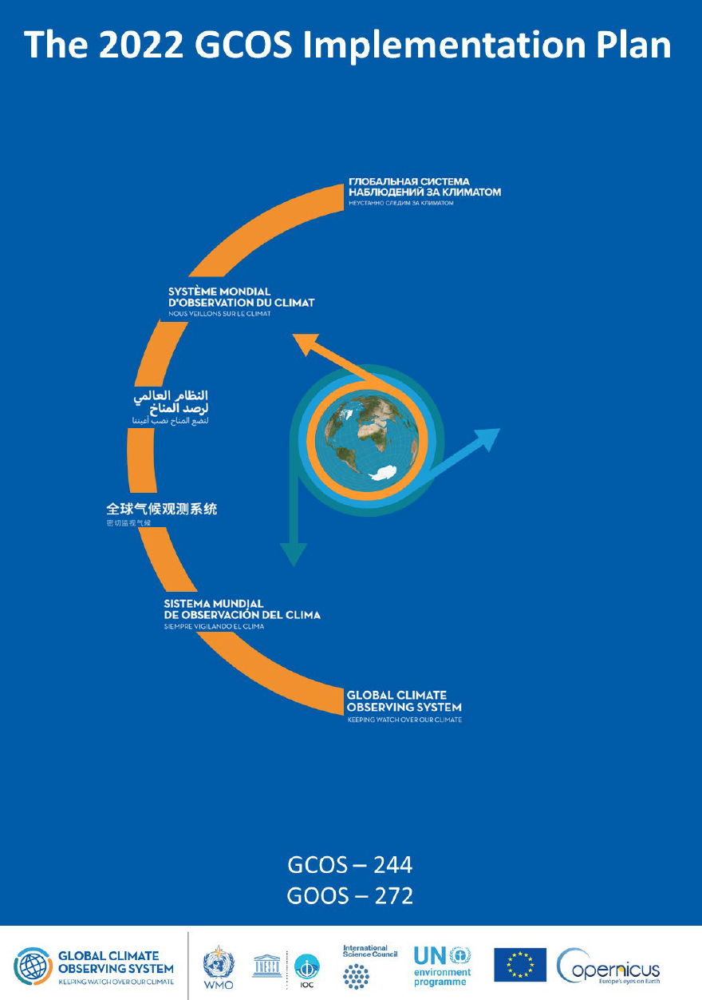 The 2022 GCOS Implementation Plan
ГЛОБАЛЬНАЯ СИСТЕМА
НАБЛЮДЕНИЙ ЗА КЛИМАТОМ
НЕУСТАННО СЛЕДИМ ЗА КЛИМАТОМ
SYSTÈME MONDIAL
D'OBSERVATION DU CLIMAT
NOUS VEILLONS SUR LE CLIMAT
النظام العالمي
لرصد المناخ
لنضع المناخ نصب أعيننا
全球气候观测系统
密切监视气候
SISTEMA MUNDIAL
DE OBSERVACIÓN DEL CLIMA
SIEMPRE VIGILANDO EL CLIMA
GLOBAL CLIMATE
OBSERVING SYSTEM
KEEPING WATCH OVER OUR CLIMATE
GCOS – 244
GOOS – 272
GLOBAL CLIMATE
OBSERVING SYSTEM
KEEPING WATCH OVER OUR CLIMATE
WMO
UNESCO
IOC
International
Science Council
UN
environment
programme
opernicus
Europe's eyes on Earth